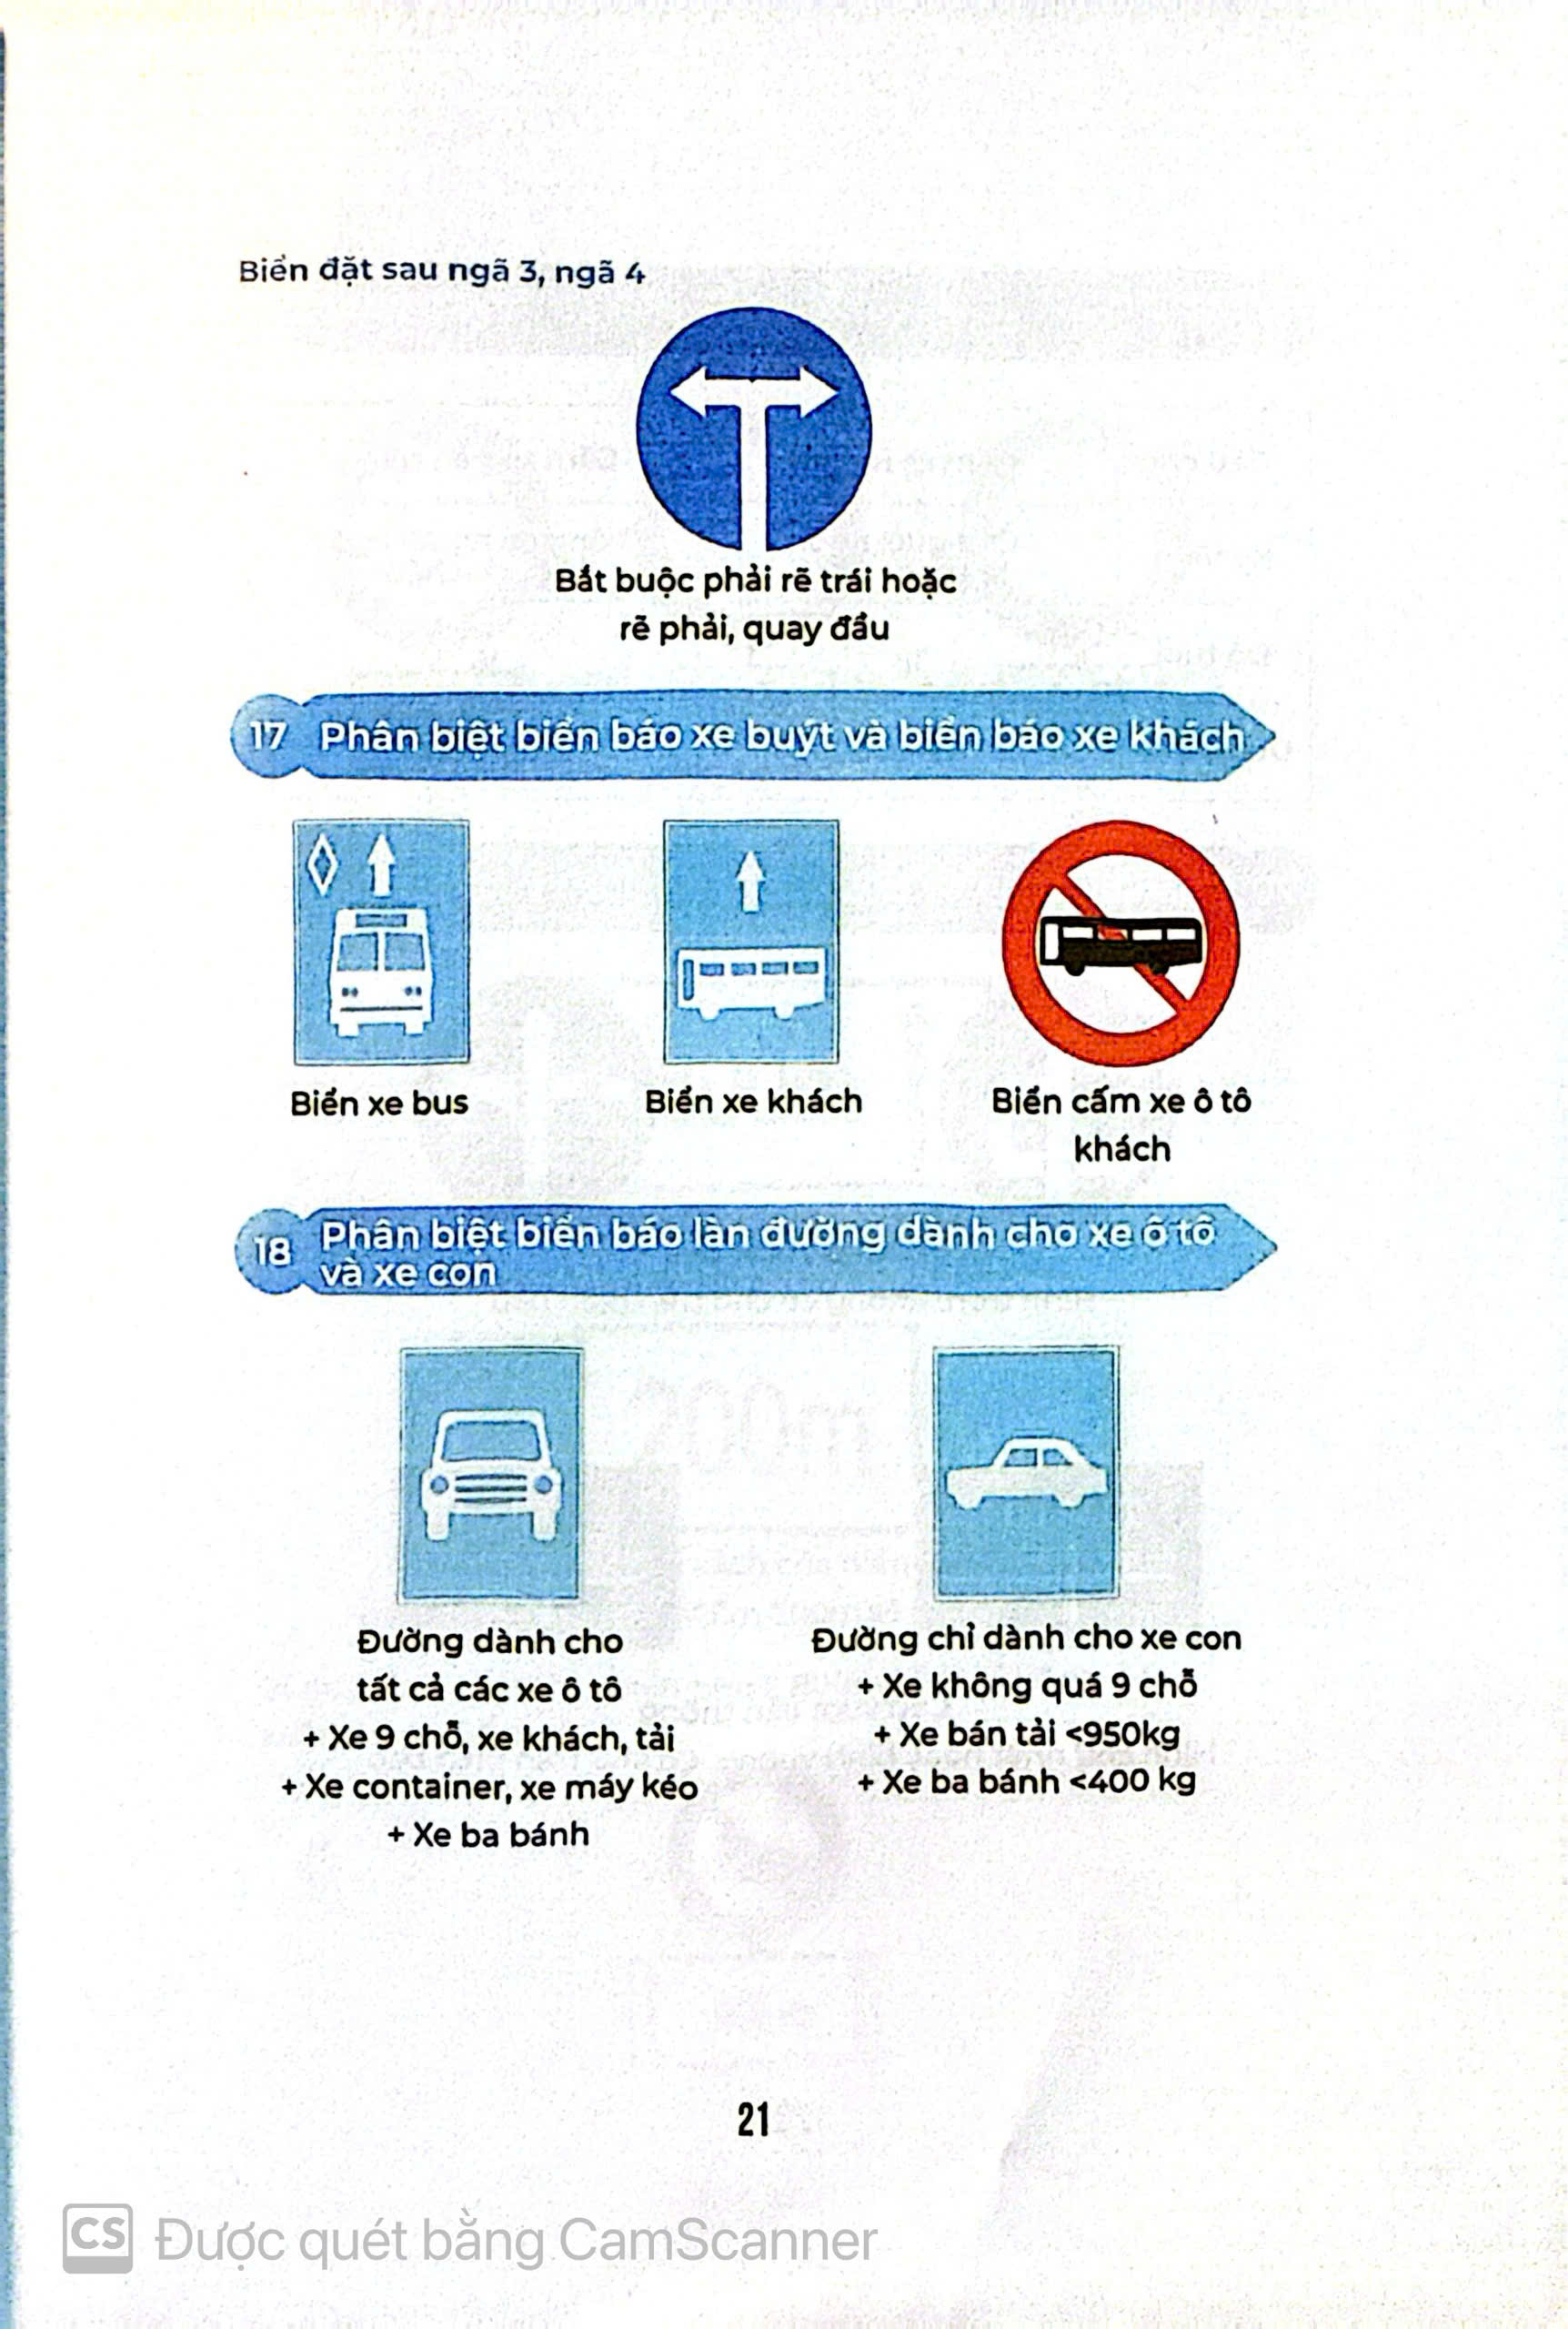 Biển đặt sau ngã 3, ngã 4
Bắt buộc phải rẽ trái hoặc
rẽ phải, quay đầu
17 Phân biệt biển báo xe buýt và biển báo xe khách
Biển xe bus
Biển xe khách
Biển cấm xe ô tô
khách
18 Phân biệt biển báo làn đường dành cho xe ô tô
và xe con
Đường dành cho
tất cả các xe ô tô
+ Xe 9 chỗ, xe khách, tải
+ Xe container, xe máy kéo
+ Xe ba bánh
Đường chỉ dành cho xe con
+ Xe không quá 9 chỗ
+ Xe bán tải <950kg
+ Xe ba bánh <400 kg
21
CS Được quét bằng CamScanner